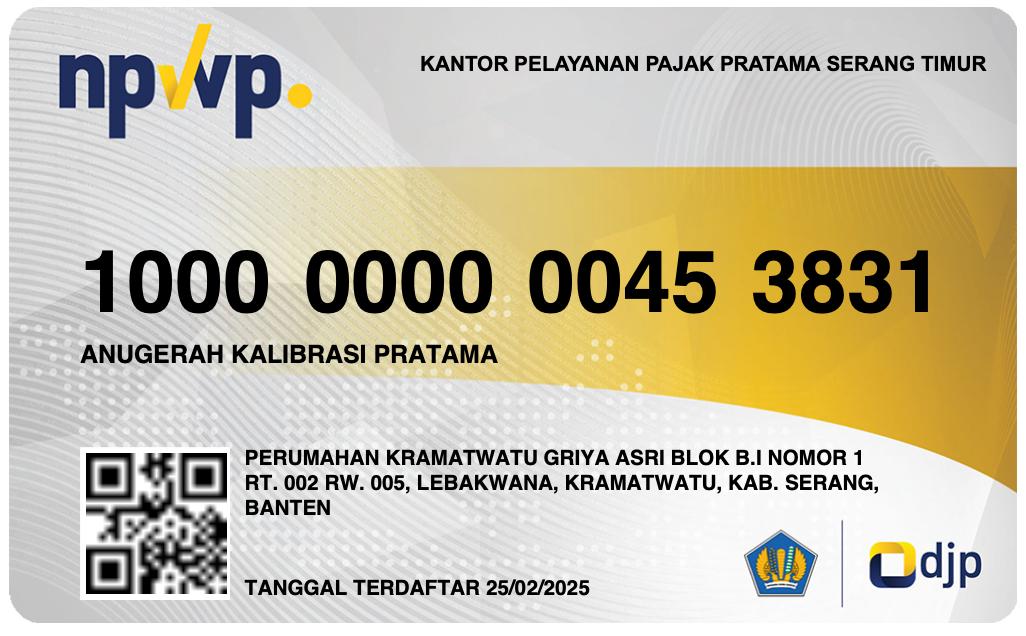 npwp.
KANTOR PELAYANAN PAJAK PRATAMA SERANG TIMUR
1000 0000 0045 3831
ANUGERAH KALIBRASI PRATAMA
PERUMAHAN KRAMATWATU GRIYA ASRI BLOK B.I NOMOR 1
RT. 002 RW. 005, LEBAKWANA, KRAMATWATU, KAB. SERANG,
BANTEN
TANGGAL TERDAFTAR 25/02/2025
djp